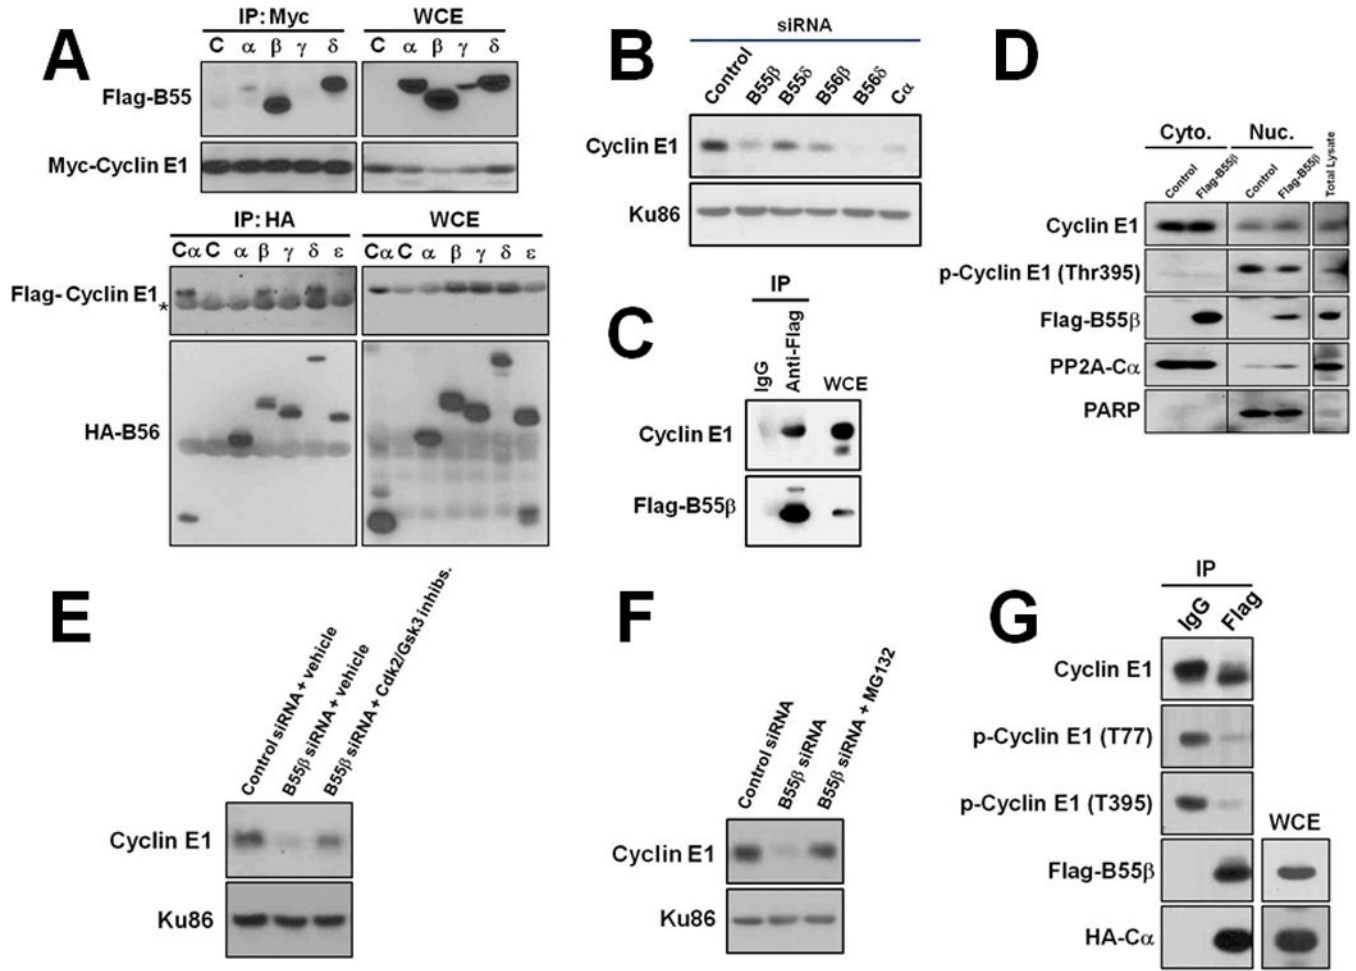 A
IP: Myc
WCE
C α β γ δ
C α β γ δ
Flag-B55
Myc-Cyclin E1
IP: HA
WCE
Cα C α β γ δ ε
Cα C α β γ δ ε
Flag- Cyclin E1
*
HA-B56
B
siRNA
Control
B55β
B55δ
B56β
B56δ
Cα
Cyclin E1
Ku86
C
IP
IgG
Anti-Flag
WCE
Cyclin E1
Flag-B55β
D
Cyto.
Nuc.
Control
Flag-B55β
Control
Flag-B55β
Total Lysate
Cyclin E1
p-Cyclin E1 (Thr395)
Flag-B55β
PP2A-Cα
PARP
E
Control siRNA + vehicle
B55β siRNA + vehicle
B55β siRNA + Cdk2/Gsk3 inhibs.
Cyclin E1
Ku86
F
Control siRNA
B55β siRNA
B55β siRNA + MG132
Cyclin E1
Ku86
G
IP
IgG
Flag
Cyclin E1
p-Cyclin E1 (T77)
p-Cyclin E1 (T395)
WCE
Flag-B55β
HA-Cα